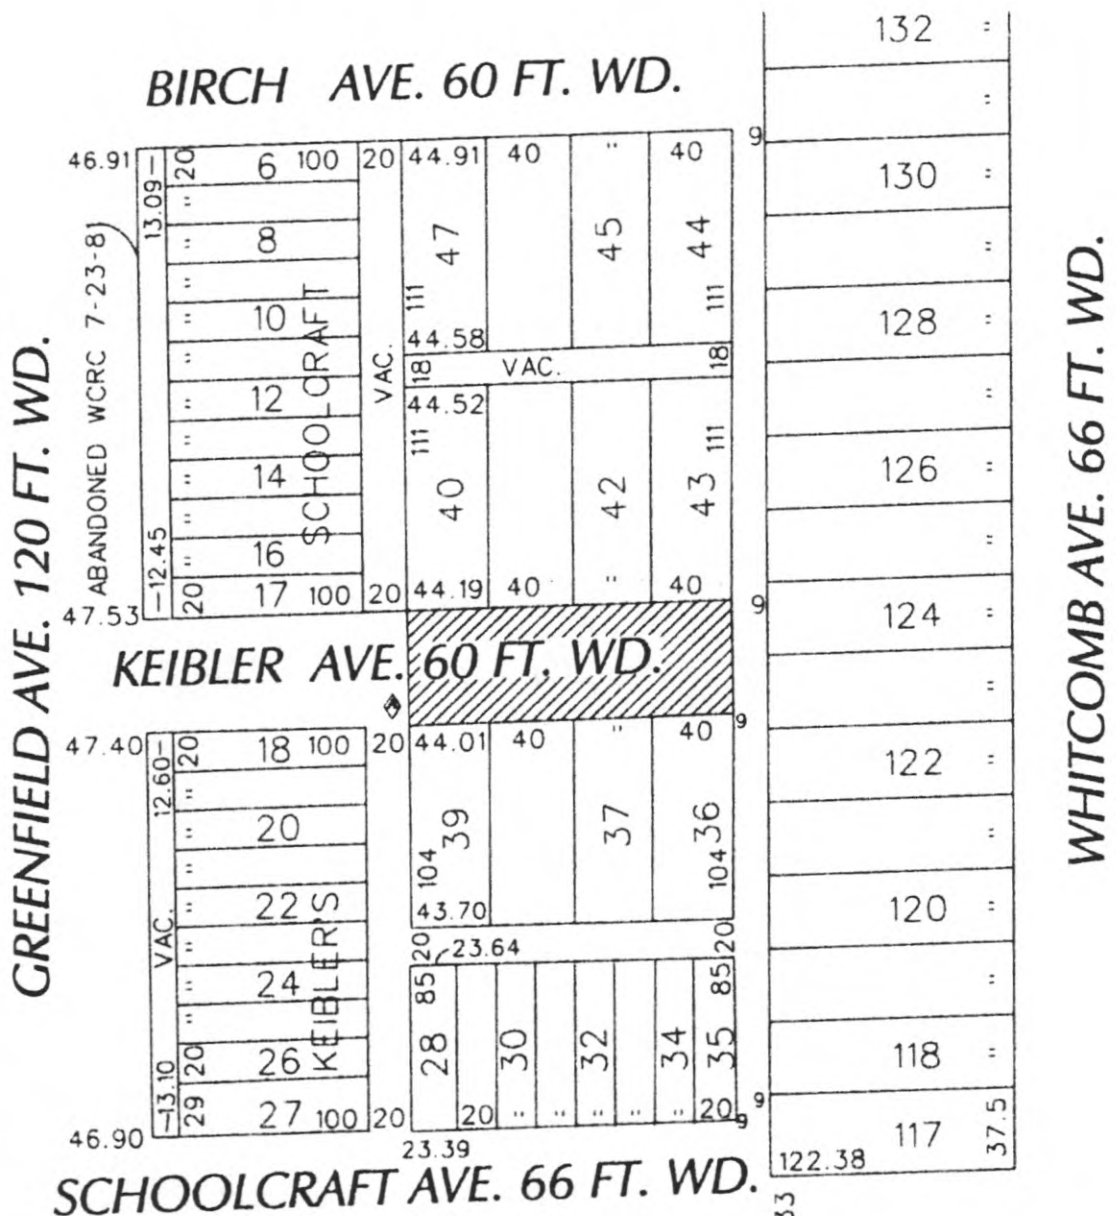 132 "
BIRCH AVE. 60 FT. WD.
"
9
46.91 13.09 20 6 100 20 44.91 40 " 40
130 "
"
8 "
47 45 44
"
ABANDONED WCRC 7-23-81
"
10 "
111 111
128 "
SCHOOLCRAFT
44.58
"
VAC.
18 VAC. 18
"
12 "
44.52
111 111
"
126 "
14 "
40 42 43
"
16 "
"
12.45
47.53 20 17 100 20 44.19 40 " 40
9
124 "
GREENFIELD AVE. 120 FT. WD.
WHITCOMB AVE. 66 FT. WD.
KEIBLER AVE. 60 FT. WD.
"
9
47.40 12.60 20 18 100 20 44.01 40 " 40
122 "
"
20 "
39 37 36
"
"
104 104
22 "
43.70
120 "
VAC.
"
KEIBLER'S
20 23.64 20
24 "
85 85
"
"
28 30 32 34 35
118 "
20 26
13.10
29 27 100 20
20 " " " " 20
9 9
46.90
23.39
117 37.5
122.38
SCHOOLCRAFT AVE. 66 FT. WD.
33